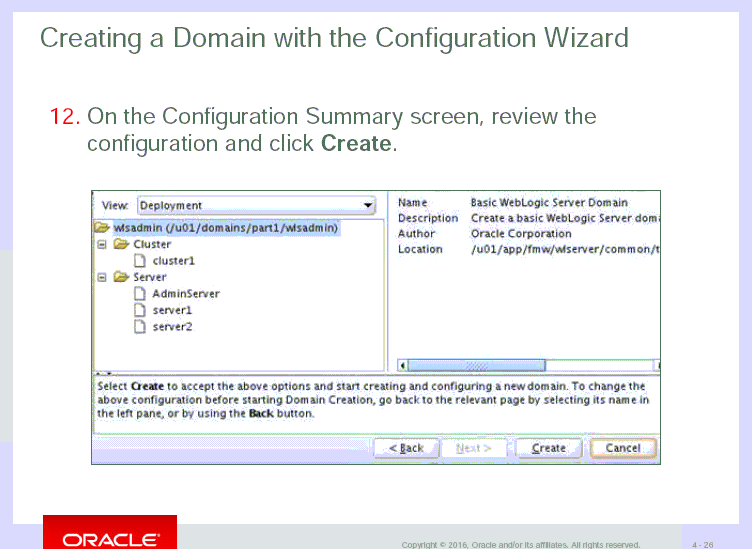 Creating a Domain with the Configuration Wizard
12. On the Configuration Summary screen, review the
configuration and click Create.
View: Deployment
wlsadmin (/u01/domains/part1/wlsadmin)
Cluster
cluster1
Server
AdminServer
server1
server2
Name Basic WebLogic Server Domain
Description Create a basic WebLogic Server doma
Author Oracle Corporation
Location /u01/app/fmw/wlserver/common/t
Select Create to accept the above options and start creating and configuring a new domain. To change the
above configuration before starting Domain Creation, go back to the relevant page by selecting its name in
the left pane, or by using the Back button.
< Back Next > Create Cancel
ORACLE
Copyright © 2016, Oracle and/or its affiliates. All rights reserved. 4 - 26